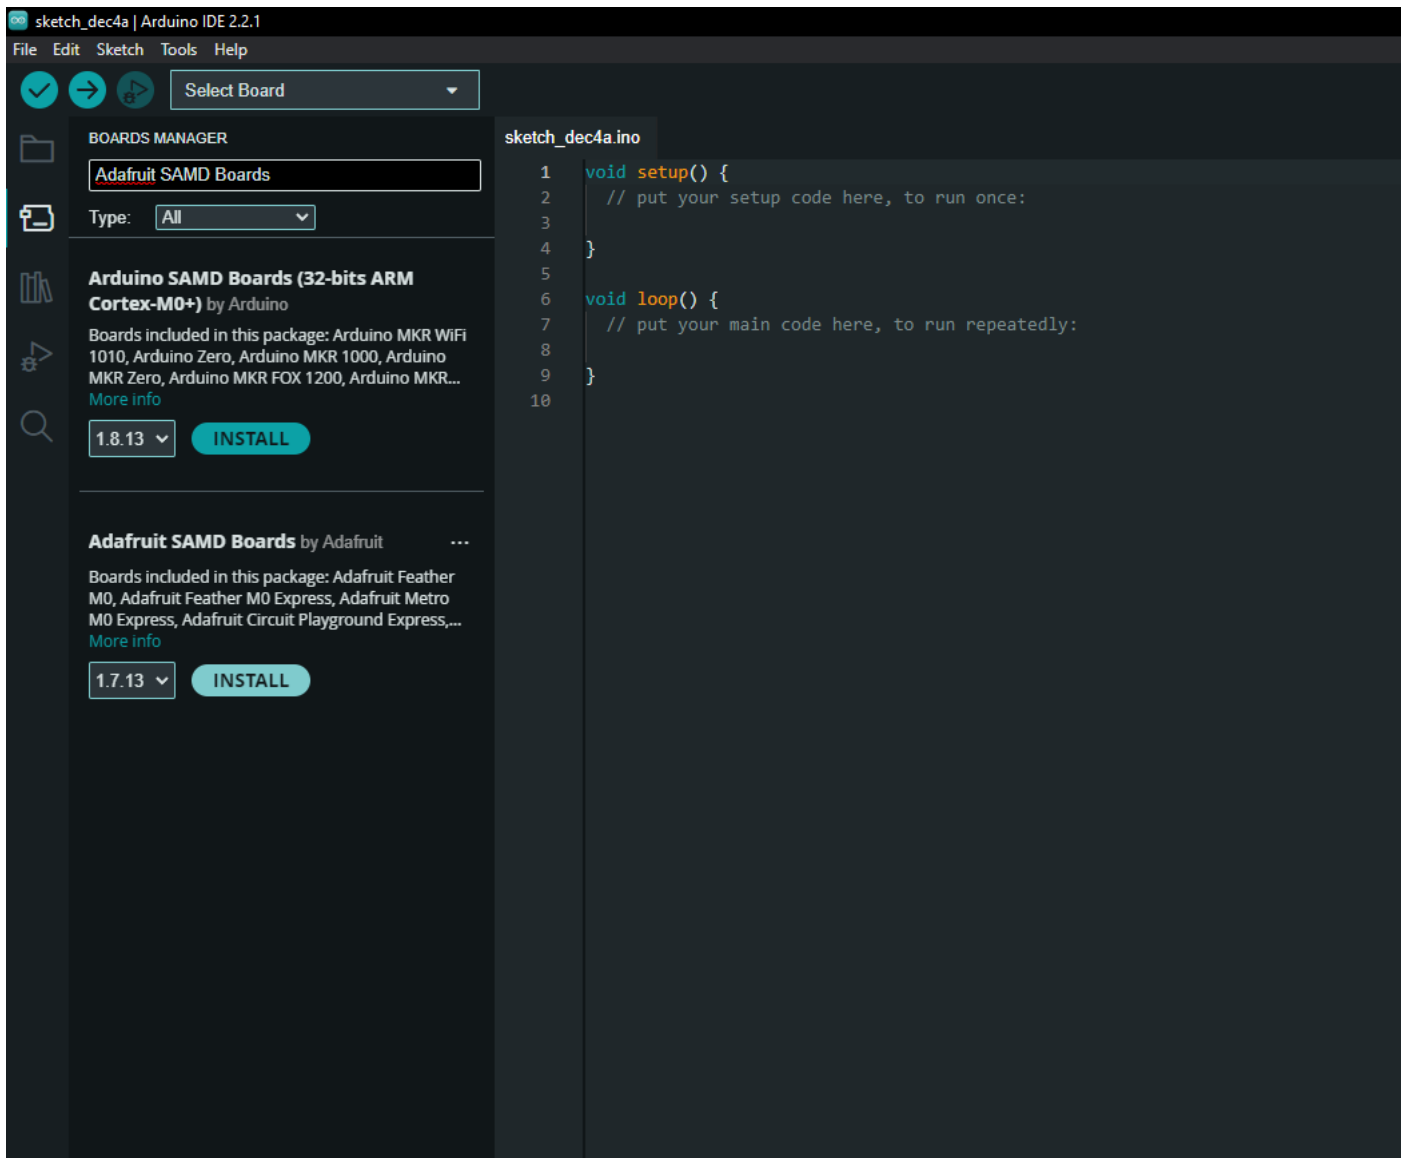 sketch_dec4a | Arduino IDE 2.2.1
File Edit Sketch Tools Help
Select Board
BOARDS MANAGER
Adafruit SAMD Boards
Type: All
Arduino SAMD Boards (32-bits ARM
Cortex-M0+) by Arduino
Boards included in this package: Arduino MKR WiFi
1010, Arduino Zero, Arduino MKR 1000, Arduino
MKR Zero, Arduino MKR FOX 1200, Arduino MKR...
More info
1.8.13 INSTALL
Adafruit SAMD Boards by Adafruit ...
Boards included in this package: Adafruit Feather
M0, Adafruit Feather M0 Express, Adafruit Metro
M0 Express, Adafruit Circuit Playground Express,...
More info
1.7.13 INSTALL
sketch_dec4a.ino
1 void setup() {
2 // put your setup code here, to run once:
3
4 }
5
6 void loop() {
7 // put your main code here, to run repeatedly:
8
9 }
10